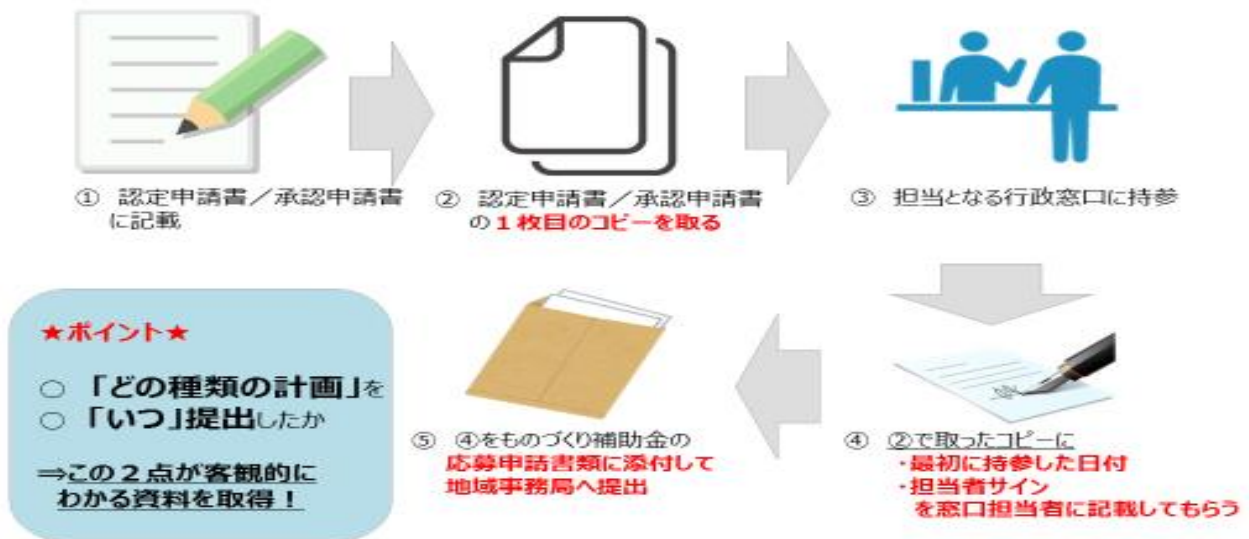 ① 認定申請書/承認申請書
に記載
② 認定申請書/承認申請書
の1枚目のコピーを取る
③ 担当となる行政窓口に持参
④ ②で取ったコピーに
・最初に持参した日付
・担当者サイン
を窓口担当者に記載してもらう
⑤ ④をものづくり補助金の
応募申請書類に添付して
地域事務局へ提出
★ポイント★
○ 「どの種類の計画」を
○ 「いつ」提出したか
⇒この2点が客観的に
わかる資料を取得!